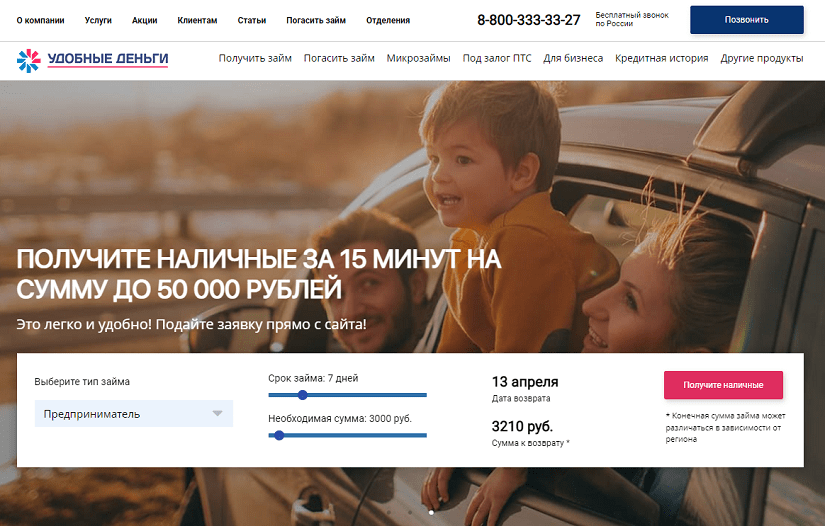 О компании Услуги Акции Клиентам Статьи Погасить займ Отделения
8-800-333-33-27
Бесплатный звонок
по России
Позвонить
УДОБНЫЕ ДЕНЬГИ
Получить займ Погасить займ Микрозаймы Под залог ПТС Для бизнеса Кредитная история Другие продукты
ПОЛУЧИТЕ НАЛИЧНЫЕ ЗА 15 МИНУТ НА
СУММУ ДО 50 000 РУБЛЕЙ
Это легко и удобно! Подайте заявку прямо с сайта!
Выберите тип займа
Предприниматель
Срок займа: 7 дней
Необходимая сумма: 3000 руб.
13 апреля
Дата возврата
3210 руб.
Сумма к возврату *
Получите наличные
* Конечная сумма займа может
различаться в зависимости от
региона